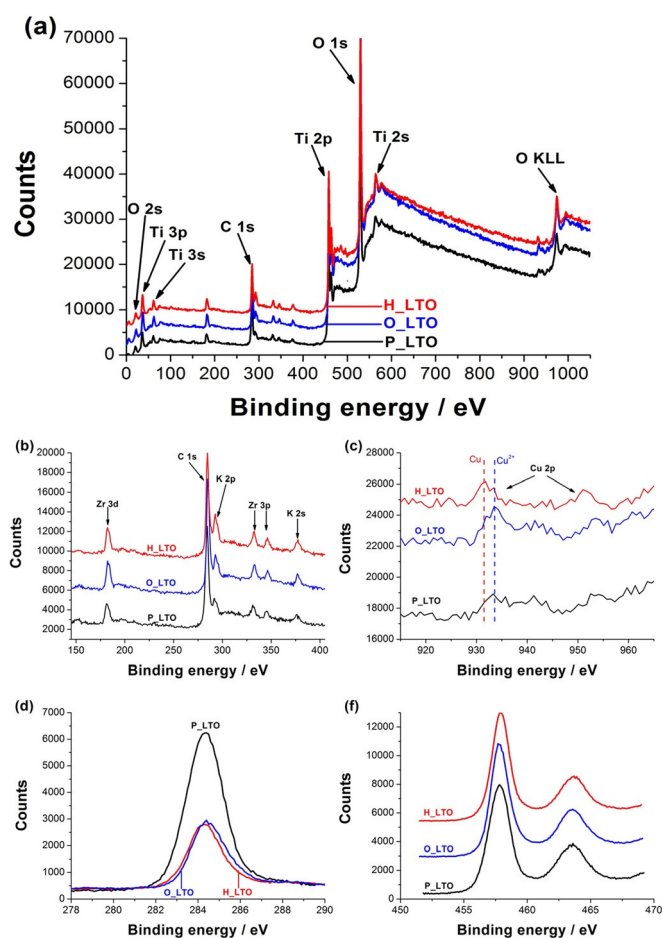 (a)
70000
60000
50000
40000
30000
20000
10000
0
Counts
O 1s
Ti 2p
Ti 2s
O KLL
O 2s
Ti 3p
Ti 3s
C 1s
H_LTO
O_LTO
P_LTO
0 100 200 300 400 500 600 700 800 900 1000
Binding energy / eV
(b)
20000
18000
16000
14000
12000
10000
8000
6000
4000
2000
Counts
C 1s
K 2p
Zr 3d
Zr 3p
K 2s
H_LTO
O_LTO
P_LTO
150 200 250 300 350 400
Binding energy / eV
(c)
28000
26000
24000
22000
20000
18000
16000
Counts
Cu
Cu2+
Cu 2p
H_LTO
O_LTO
P_LTO
920 930 940 950 960
Binding energy / eV
(d)
7000
6000
5000
4000
3000
2000
1000
0
Counts
P_LTO
O_LTO
H_LTO
278 280 282 284 286 288 290
Binding energy / eV
(f)
12000
10000
8000
6000
4000
2000
0
Counts
H_LTO
O_LTO
P_LTO
450 455 460 465 470
Binding energy / eV